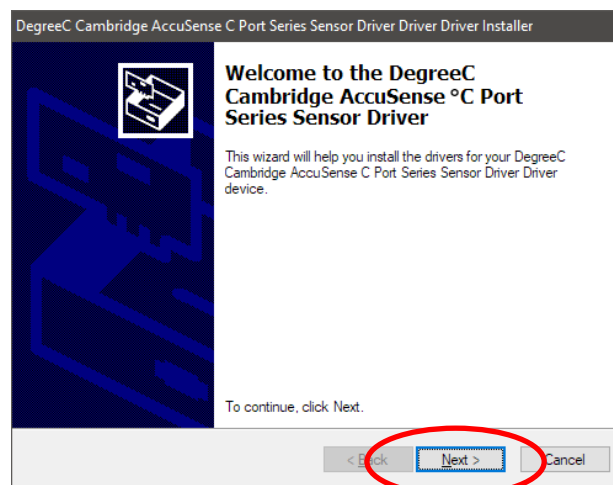 DegreeC Cambridge AccuSense C Port Series Sensor Driver Driver Driver Installer
Welcome to the DegreeC
Cambridge AccuSense °C Port
Series Sensor Driver
This wizard will help you install the drivers for your DegreeC
Cambridge AccuSense C Port Series Sensor Driver Driver
device.
To continue, click Next.
< Back Next > Cancel